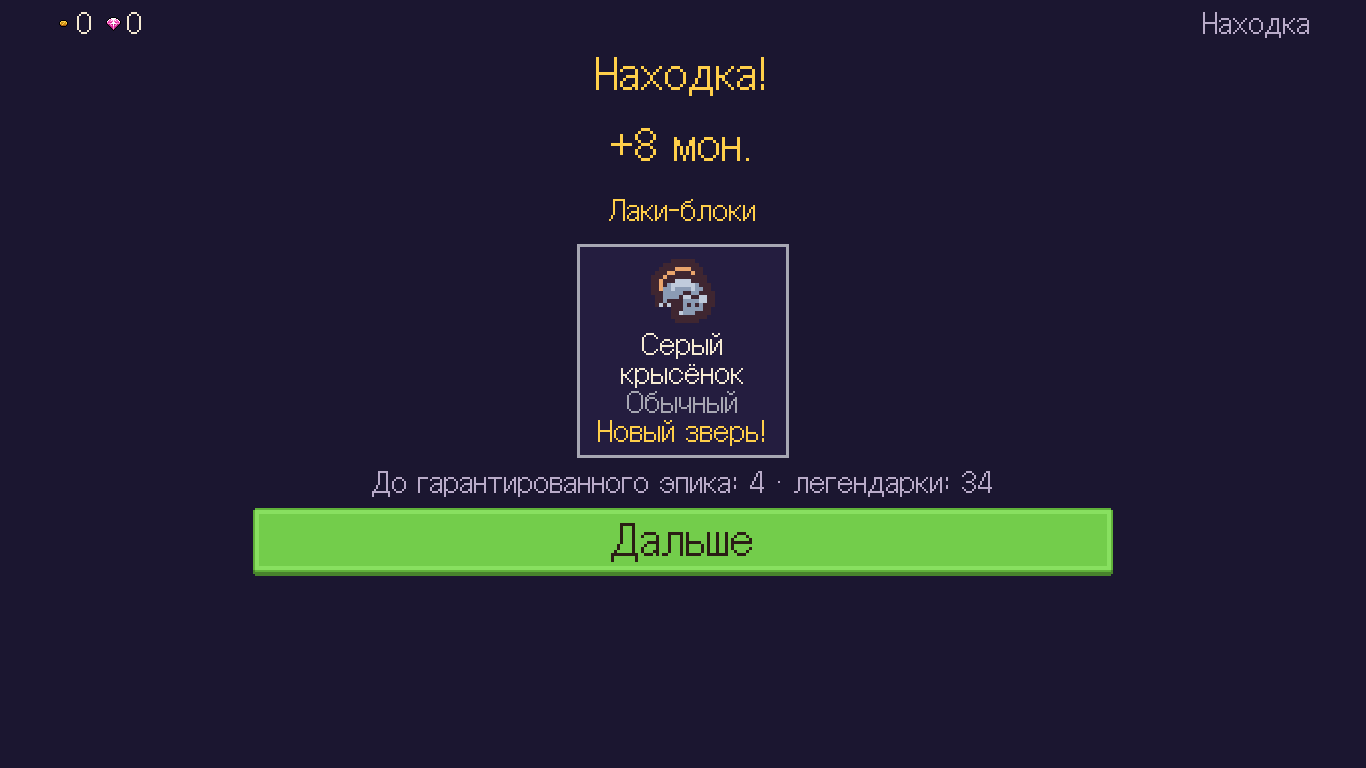 0 0
Находка
Находка!
+8 мон.
Лаки-блоки
Серый
крысёнок
Обычный
Новый зверь!
До гарантированного эпика: 4 · легендарки: 34
Дальше